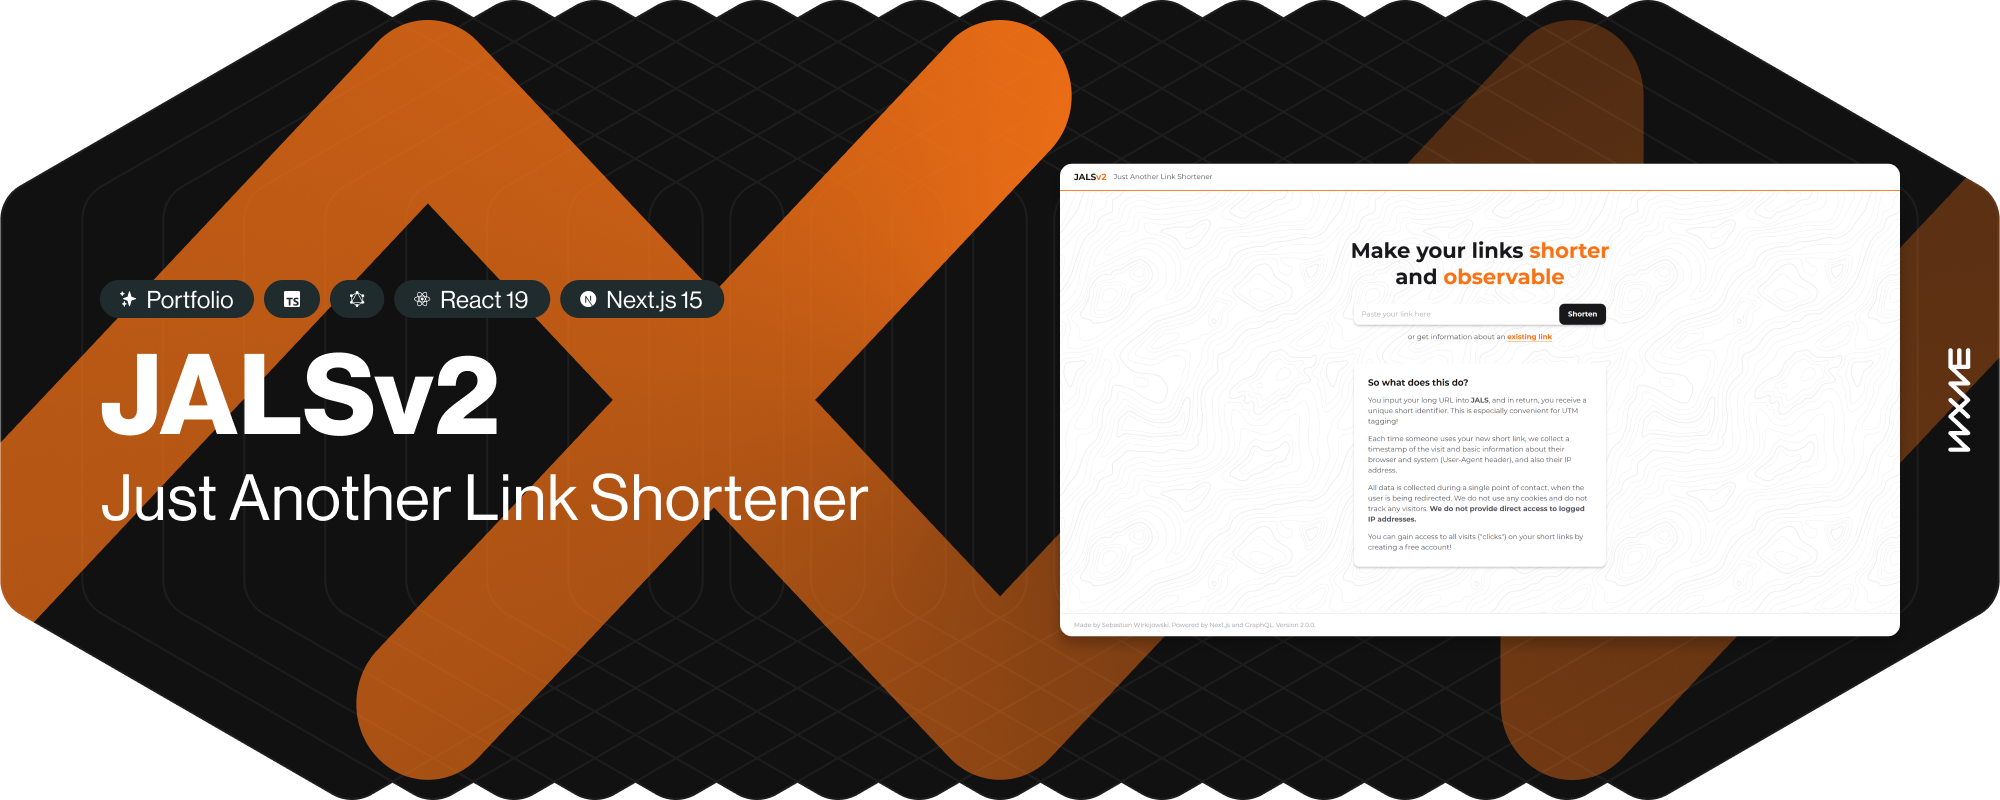 Portfolio
TS
React 19
N Next.js 15
JALSv2
Just Another Link Shortener
JALSv2 Just Another Link Shortener
Make your links shorter
and observable
Paste your link here
Shorten
or get information about an existing link
So what does this do?
You input your long URL into JALS, and in return, you receive a
unique short identifier. This is especially convenient for UTM
tagging!
Each time someone uses your new short link, we collect a
timestamp of the visit and basic information about their
browser and system (User-Agent header), and also their IP
address.
All data is collected during a single point of contact, when the
user is being redirected. We do not use any cookies and do not
track any visitors. We do not provide direct access to logged
IP addresses.
You can gain access to all visits ("clicks") on your short links by
creating a free account!
Made by Sebastian Wirkijowski. Powered by Next.js and GraphQL. Version 2.0.0.